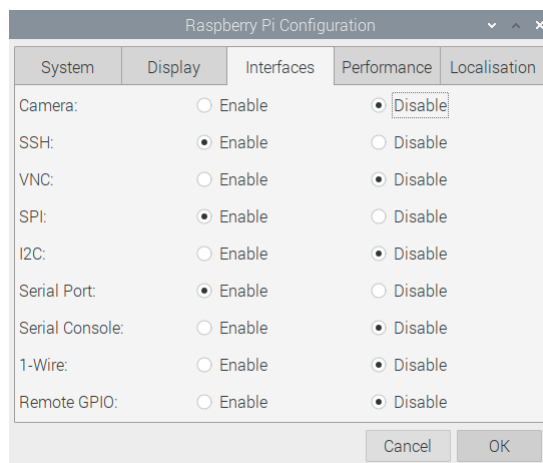 Raspberry Pi Configuration
System Display Interfaces Performance Localisation
Camera: Enable Disable
SSH: Enable Disable
VNC: Enable Disable
SPI: Enable Disable
I2C: Enable Disable
Serial Port: Enable Disable
Serial Console: Enable Disable
1-Wire: Enable Disable
Remote GPIO: Enable Disable
Cancel OK